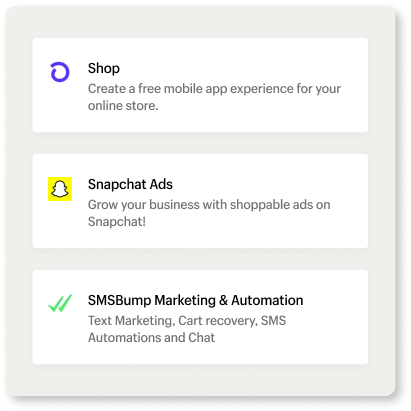 Shop
Create a free mobile app experience for your
online store.
Snapchat Ads
Grow your business with shoppable ads on
Snapchat!
SMSBump Marketing & Automation
Text Marketing, Cart recovery, SMS
Automations and Chat